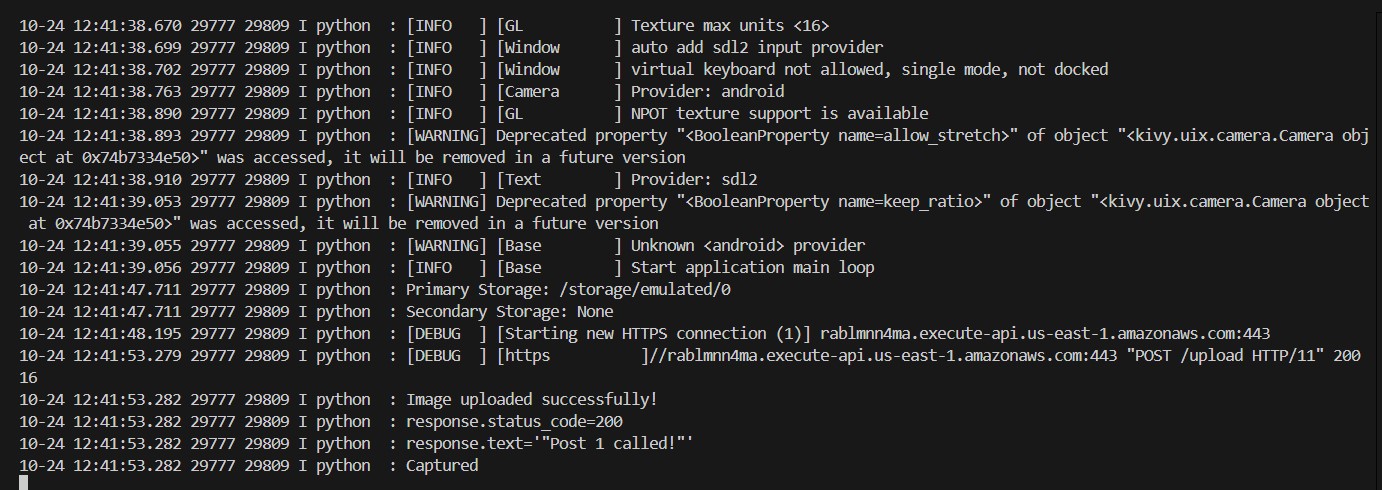 10-24 12:41:38.670 29777 29809 I python  : [INFO   ] [GL          ] Texture max units <16>
10-24 12:41:38.699 29777 29809 I python  : [INFO   ] [Window      ] auto add sdl2 input provider
10-24 12:41:38.702 29777 29809 I python  : [INFO   ] [Window      ] virtual keyboard not allowed, single mode, not docked
10-24 12:41:38.763 29777 29809 I python  : [INFO   ] [Camera      ] Provider: android
10-24 12:41:38.890 29777 29809 I python  : [INFO   ] [GL          ] NPOT texture support is available
10-24 12:41:38.893 29777 29809 I python  : [WARNING] Deprecated property "<BooleanProperty name=allow_stretch>" of object "<kivy.uix.camera.Camera obj
ect at 0x74b7334e50>" was accessed, it will be removed in a future version
10-24 12:41:38.910 29777 29809 I python  : [INFO   ] [Text        ] Provider: sdl2
10-24 12:41:39.053 29777 29809 I python  : [WARNING] Deprecated property "<BooleanProperty name=keep_ratio>" of object "<kivy.uix.camera.Camera object
 at 0x74b7334e50>" was accessed, it will be removed in a future version
10-24 12:41:39.055 29777 29809 I python  : [WARNING] [Base        ] Unknown <android> provider
10-24 12:41:39.056 29777 29809 I python  : [INFO   ] [Base        ] Start application main loop
10-24 12:41:47.711 29777 29809 I python  : Primary Storage: /storage/emulated/0
10-24 12:41:47.711 29777 29809 I python  : Secondary Storage: None
10-24 12:41:48.195 29777 29809 I python  : [DEBUG  ] [Starting new HTTPS connection (1)] rablmnn4ma.execute-api.us-east-1.amazonaws.com:443
10-24 12:41:53.279 29777 29809 I python  : [DEBUG  ] [https          ]//rablmnn4ma.execute-api.us-east-1.amazonaws.com:443 "POST /upload HTTP/11" 200
16
10-24 12:41:53.282 29777 29809 I python  : Image uploaded successfully!
10-24 12:41:53.282 29777 29809 I python  : response.status_code=200
10-24 12:41:53.282 29777 29809 I python  : response.text='"Post 1 called!"'
10-24 12:41:53.282 29777 29809 I python  : Captured